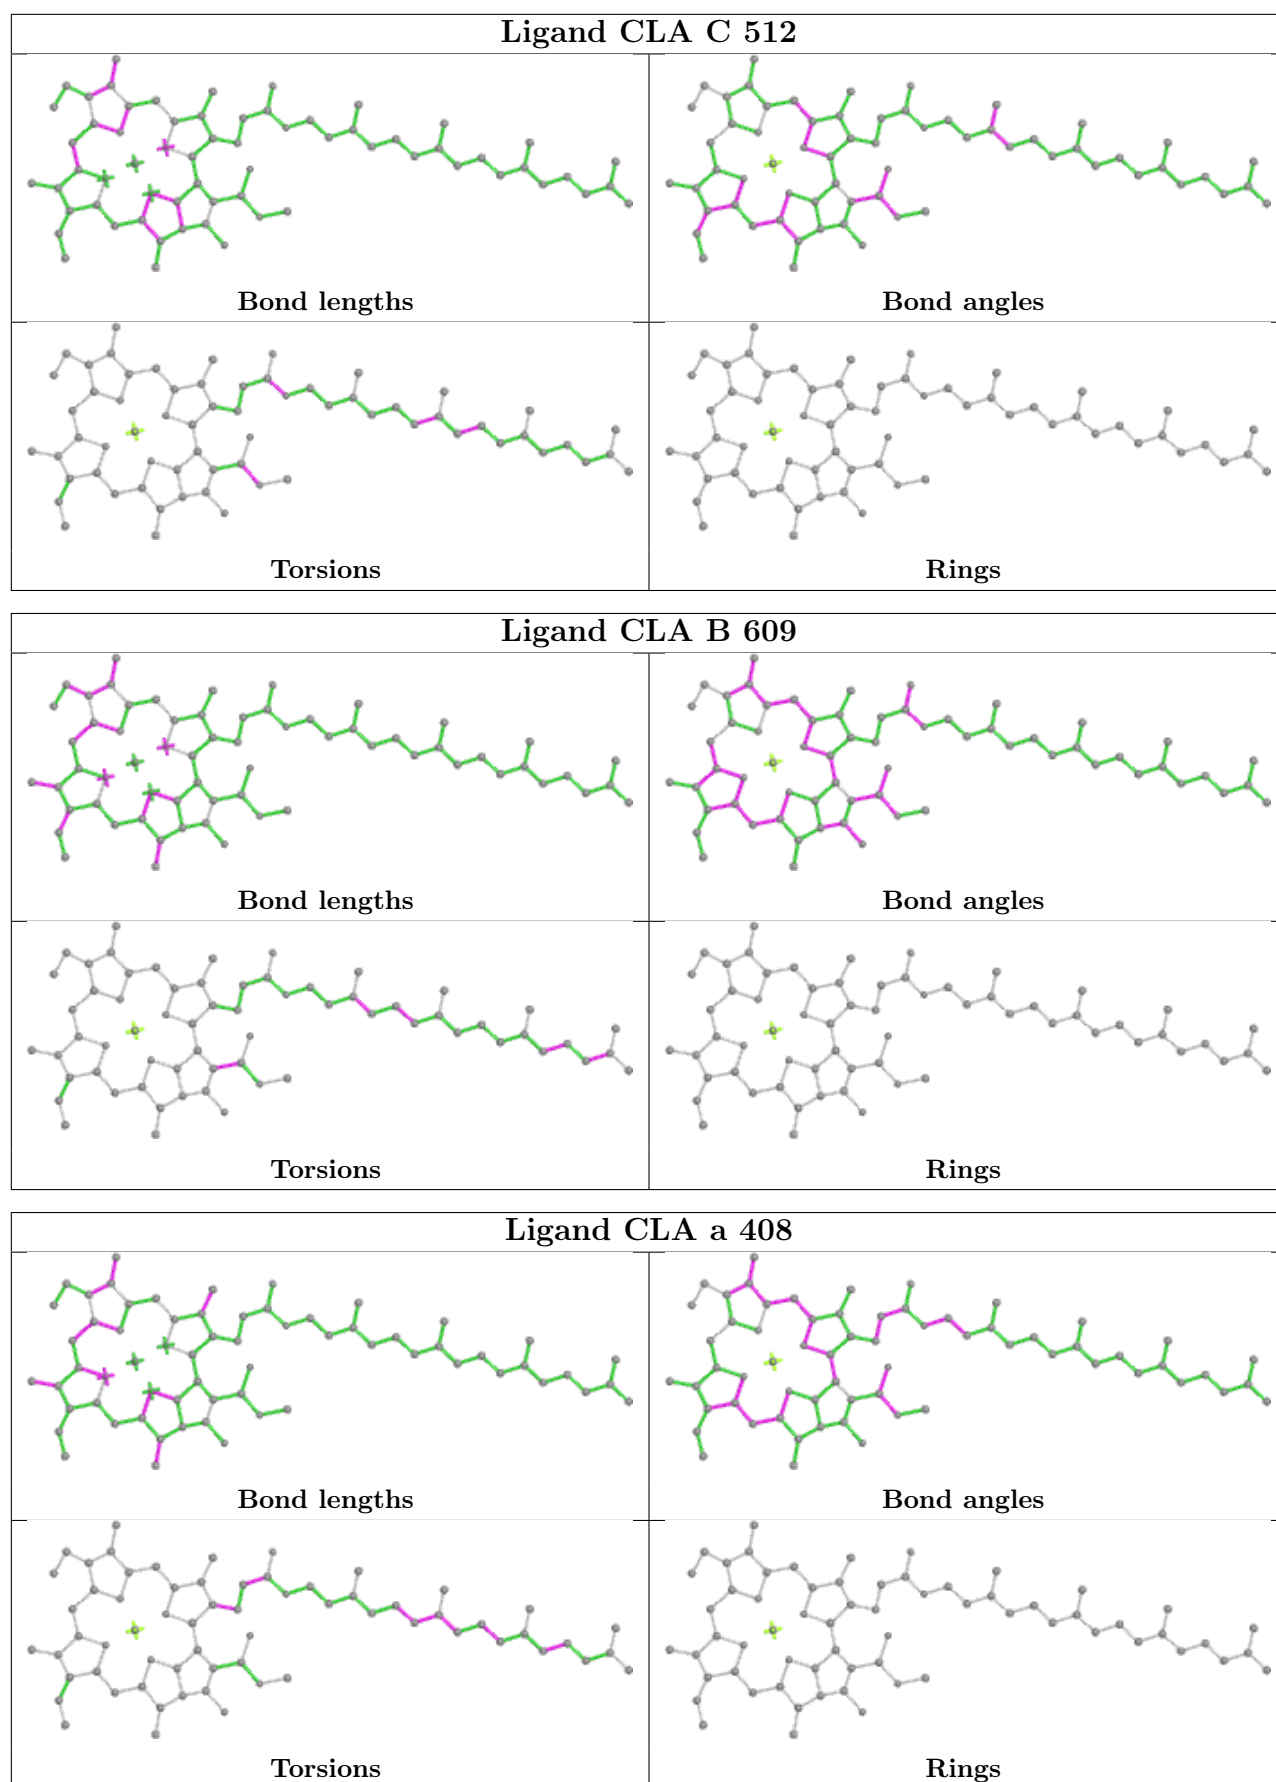 Ligand CLA C 512
Bond lengths
Bond angles
Torsions
Rings
Ligand CLA B 609
Bond lengths
Bond angles
Torsions
Rings
Ligand CLA a 408
Bond lengths
Bond angles
Torsions
Rings